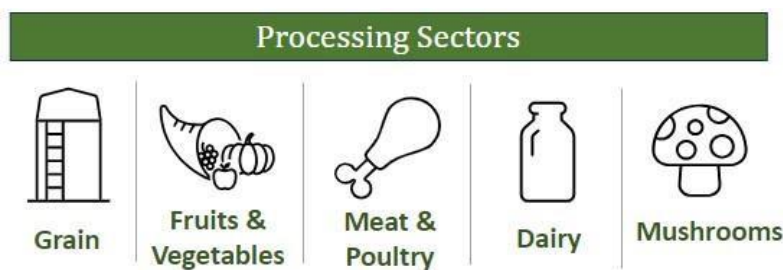 Processing Sectors
Grain
Fruits &
Vegetables
Meat &
Poultry
Dairy
Mushrooms